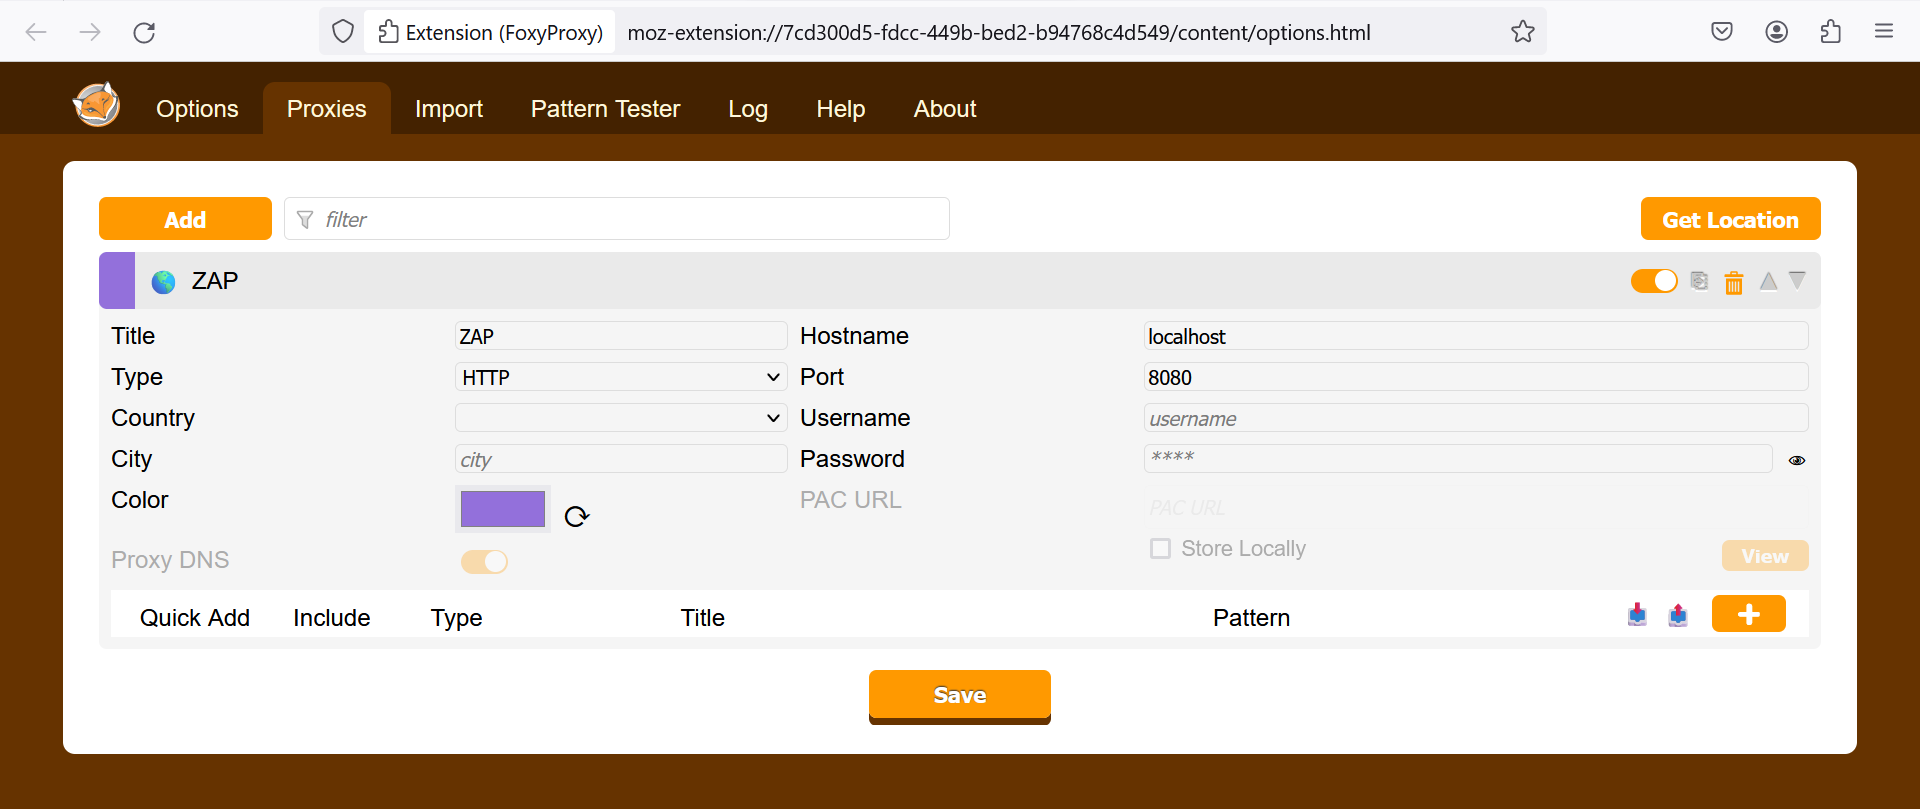 Extension (FoxyProxy) moz-extension://7cd300d5-fdcc-449b-bed2-b94768c4d549/content/options.html
Options Proxies Import Pattern Tester Log Help About
Add filter Get Location
ZAP
Title ZAP Hostname localhost
Type HTTP Port 8080
Country Username username
City city Password ****
Color PAC URL PAC URL
Proxy DNS Store Locally View
Quick Add Include Type Title Pattern
Save